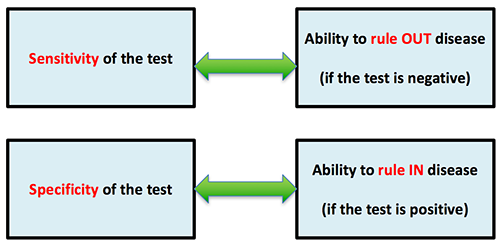 Sensitivity of the test
Ability to rule OUT disease
(if the test is negative)
Specificity of the test
Ability to rule IN disease
(if the test is positive)